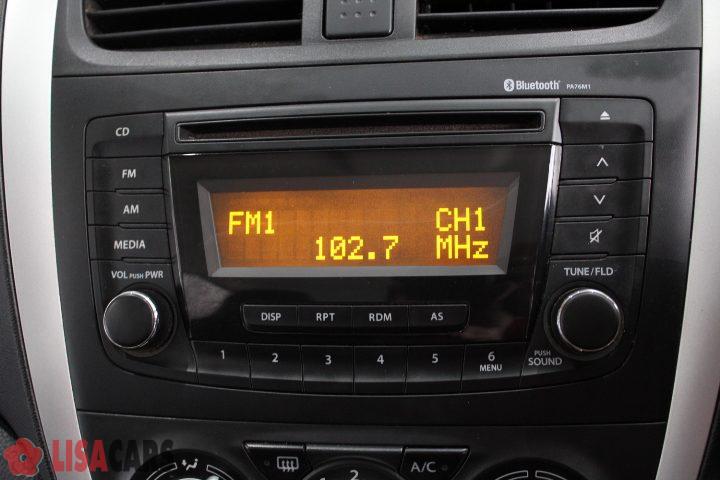 Bluetooth® PA76M1
CD
FM
AM
MEDIA
VOL PUSH PWR
FM1 CH1
102.7 MHz
TUNE/FLD
DISP RPT RDM AS
1 2 3 4 5 6
MENU
PUSH
SOUND
LISACARS
2
A/C